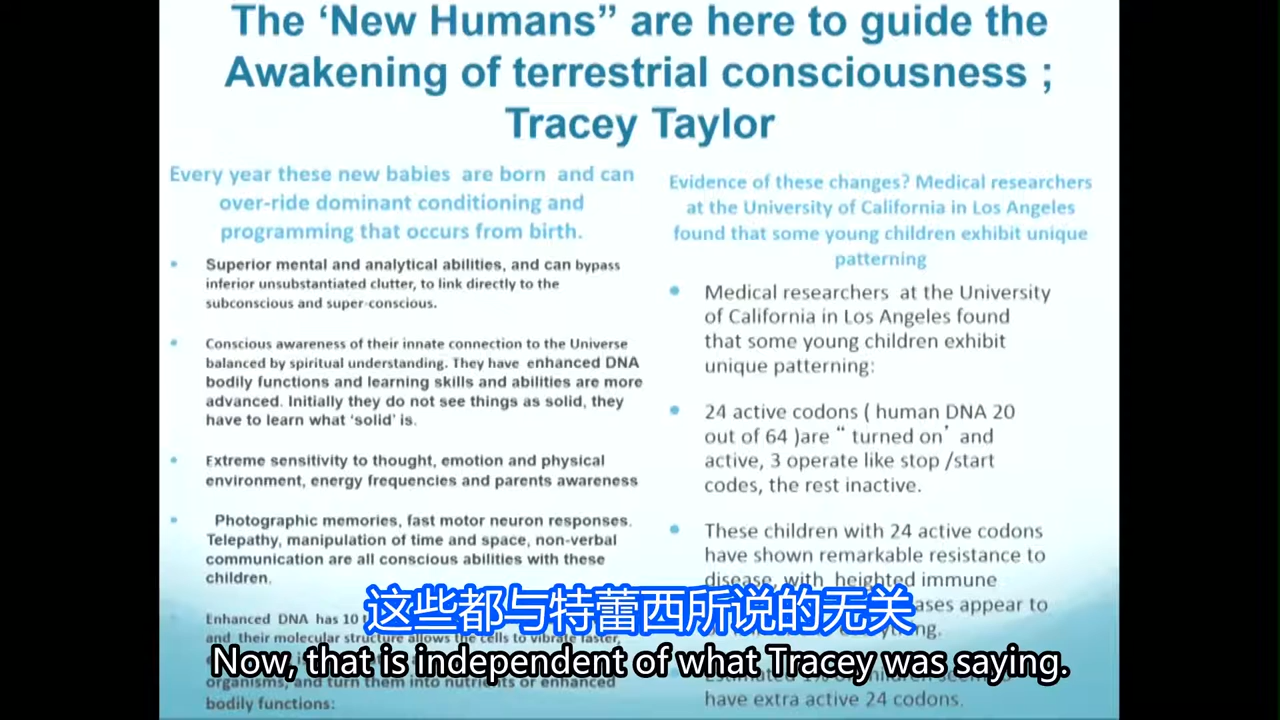 The ‘New Humans” are here to guide the
Awakening of terrestrial consciousness ;
Tracey Taylor
Every year these new babies are born and can
over-ride dominant conditioning and
programming that occurs from birth.
• Superior mental and analytical abilities, and can bypass
inferior unsubstantiated clutter, to link directly to the
subconscious and super-conscious.
• Conscious awareness of their innate connection to the Universe
balanced by spiritual understanding. They have enhanced DNA
bodily functions and learning skills and abilities are more
advanced. Initially they do not see things as solid, they
have to learn what ‘solid’ is.
• Extreme sensitivity to thought, emotion and physical
environment, energy frequencies and parents awareness
• Photographic memories, fast motor neuron responses.
Telepathy, manipulation of time and space, non-verbal
communication are all conscious abilities with these
children.
Enhanced DNA has 10
and their molecular structure allows the cells to vibrate faster,
organisms, and turn them into nutrients or enhanced
bodily functions:
Evidence of these changes? Medical researchers
at the University of California in Los Angeles
found that some young children exhibit unique
patterning
• Medical researchers at the University
of California in Los Angeles found
that some young children exhibit
unique patterning:
• 24 active codons ( human DNA 20
out of 64 )are “ turned on’ and
active, 3 operate like stop /start
codes, the rest inactive.
• These children with 24 active codons
have shown remarkable resistance to
disease, with heighted immune
appear to
have extra active 24 codons.
这些都与特蕾西所说的无关
Now, that is independent of what Tracey was saying.